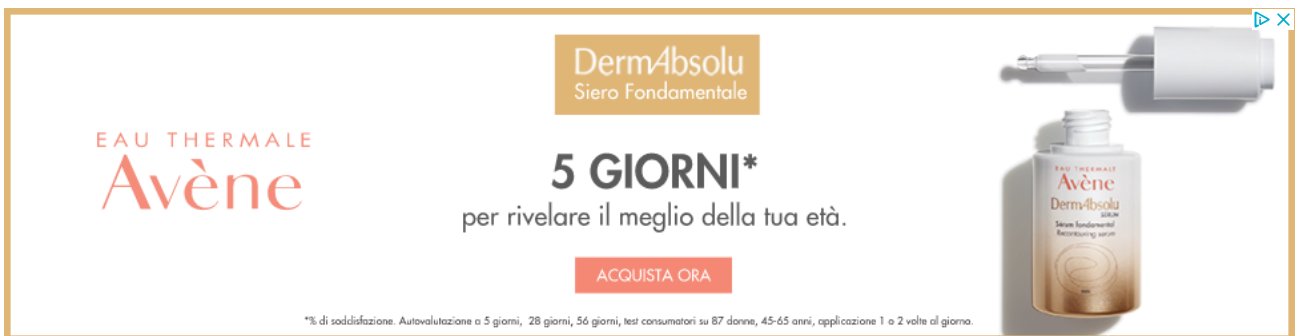 EAU THERMALE
Avène
DermAbsolu
Siero Fondamentale
5 GIORNI*
per rivelare il meglio della tua età.
ACQUISTA ORA
*% di soddisfazione. Autovalutazione a 5 giorni, 28 giorni, 56 giorni, test consumatori su 87 donne, 45-65 anni, applicazione 1 o 2 volte al giorno.
EAU THERMALE
Avène
DermAbsolu
SERUM
Sérum fondamental
Recontouring serum